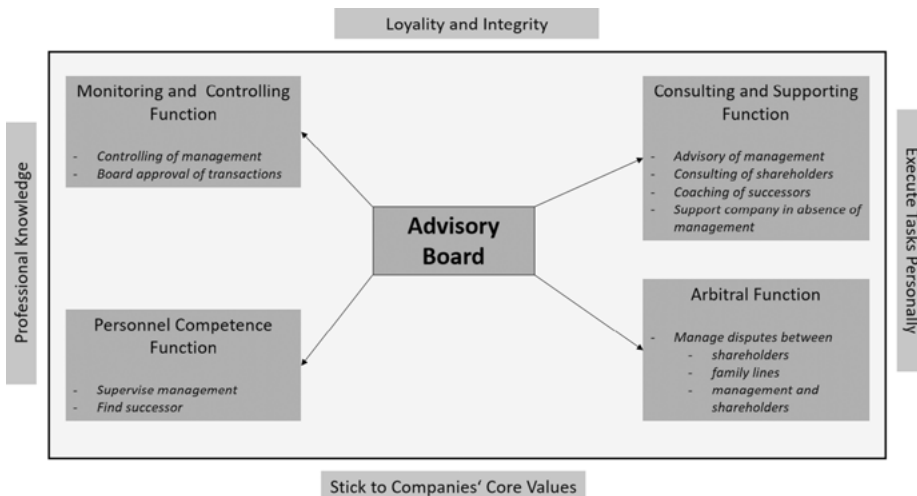 Loyality and Integrity
Monitoring and Controlling
Function
- Controlling of management
- Board approval of transactions
Consulting and Supporting
Function
- Advisory of management
- Consulting of shareholders
- Coaching of successors
- Support company in absence of
management
Professional Knowledge
Advisory
Board
Execute Tasks Personally
Personnel Competence
Function
- Supervise management
- Find successor
Arbitral Function
- Manage disputes between
- shareholders
- family lines
- management and
shareholders
Stick to Companies‘ Core Values